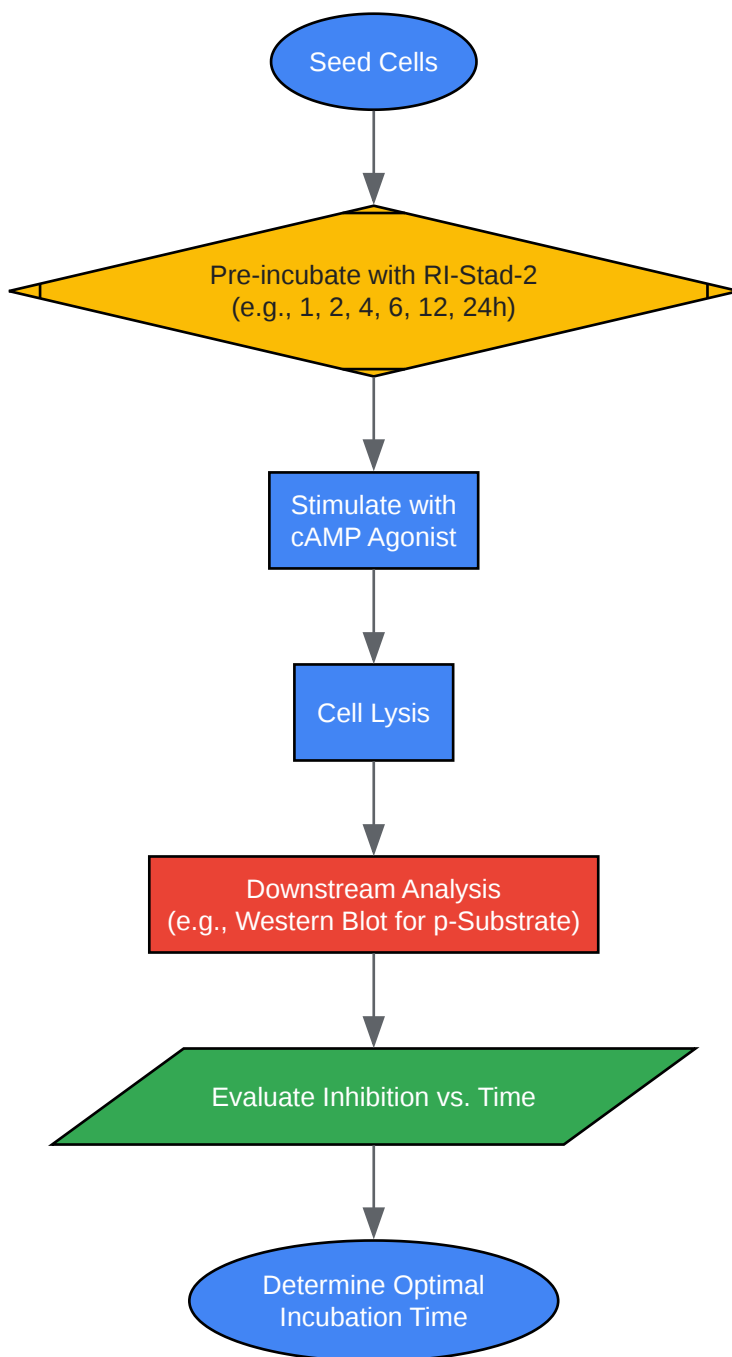 Seed Cells
Pre-incubate with RI-Stad-2
(e.g., 1, 2, 4, 6, 12, 24h)
Stimulate with
cAMP Agonist
Cell Lysis
Downstream Analysis
(e.g., Western Blot for p-Substrate)
Evaluate Inhibition vs. Time
Determine Optimal
Incubation Time